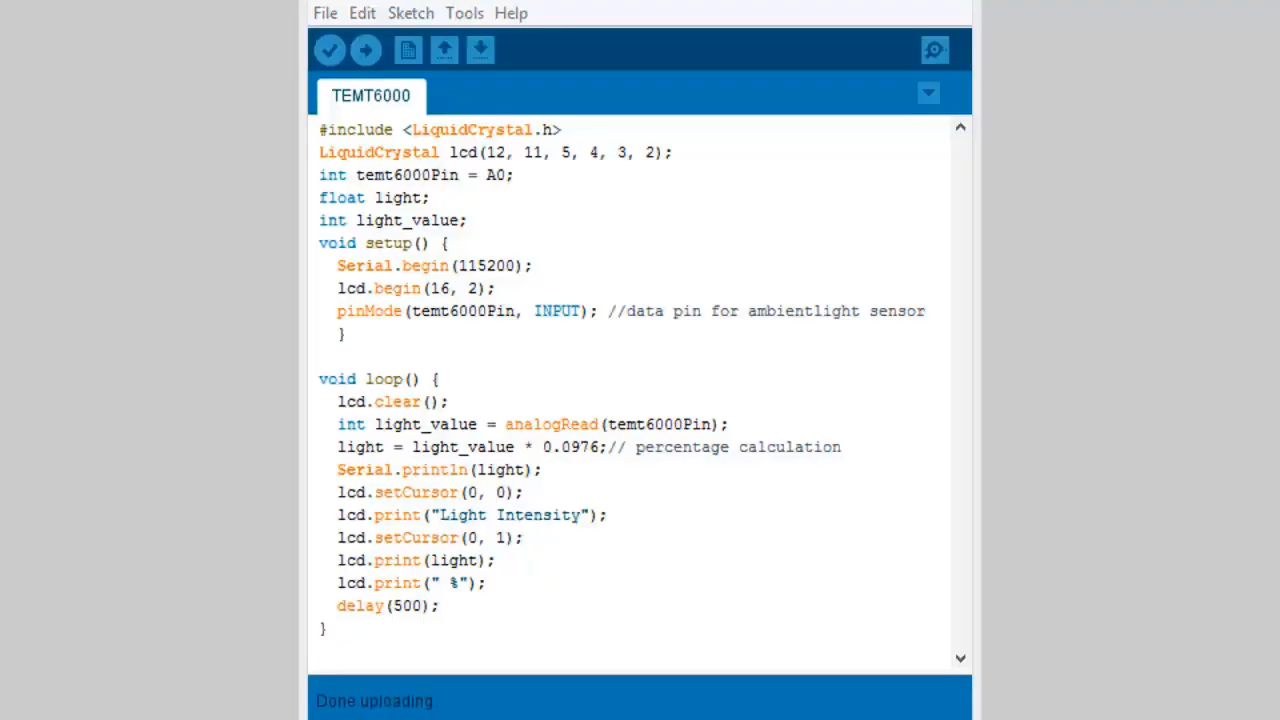 File Edit Sketch Tools Help
TEMT6000
#include <LiquidCrystal.h>
LiquidCrystal lcd(12, 11, 5, 4, 3, 2);
int temt6000Pin = A0;
float light;
int light_value;
void setup() {
Serial.begin(115200);
lcd.begin(16, 2);
pinMode(temt6000Pin, INPUT); //data pin for ambientlight sensor
}
void loop() {
lcd.clear();
int light_value = analogRead(temt6000Pin);
light = light_value * 0.0976;// percentage calculation
Serial.println(light);
lcd.setCursor(0, 0);
lcd.print("Light Intensity");
lcd.setCursor(0, 1);
lcd.print(light);
lcd.print(" %");
delay(500);
}
Done uploading